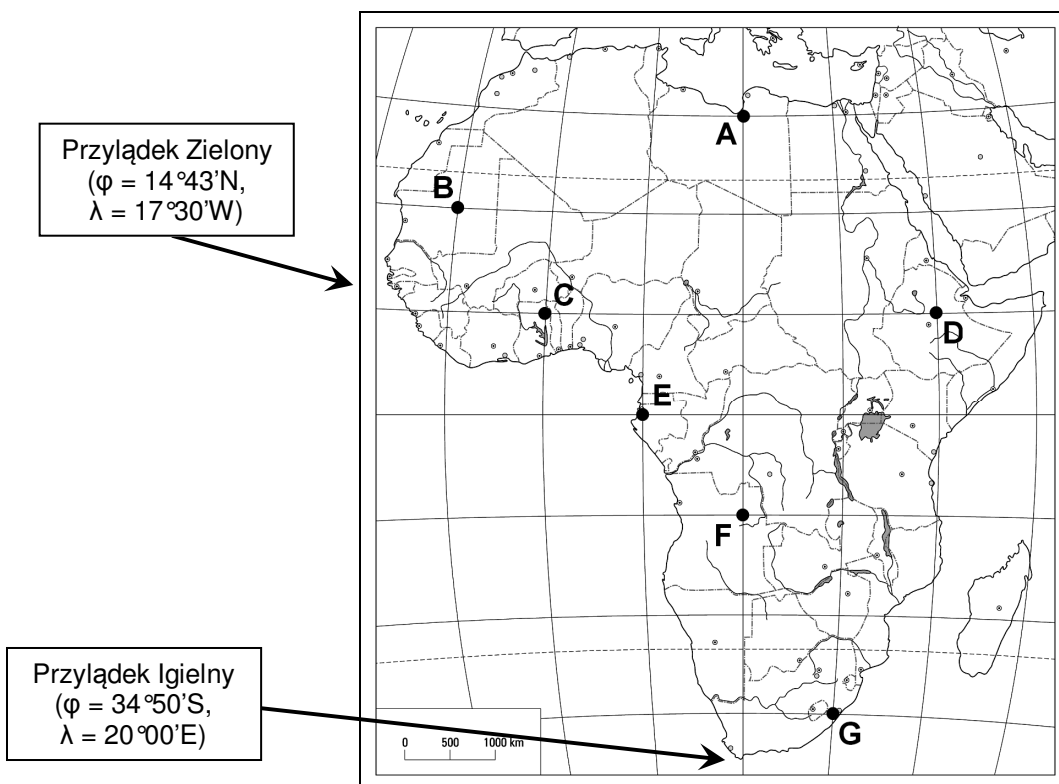 Przylądek Zielony
(φ = 14°43'N,
λ = 17°30'W)
A
B
C
D
E
F
G
Przylądek Igielny
(φ = 34°50'S,
λ = 20°00'E)
0 500 1000 km